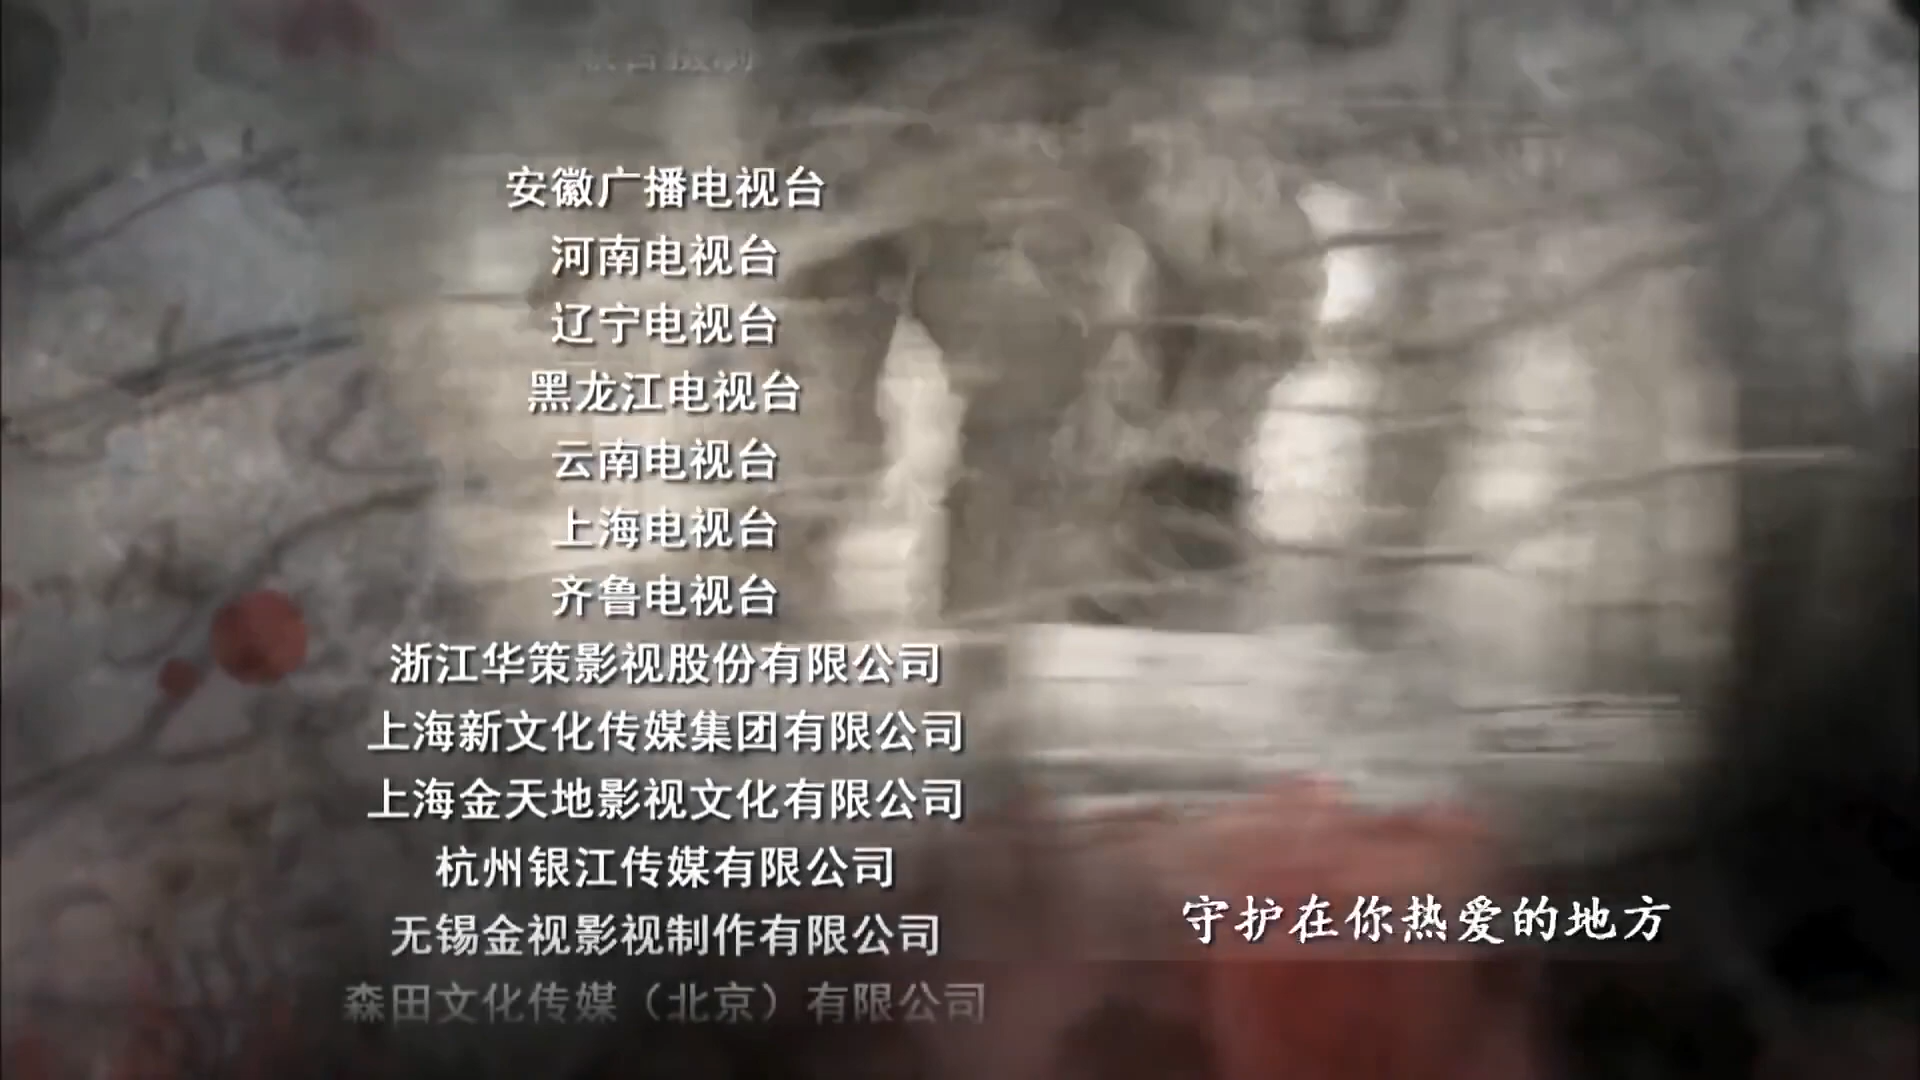 安徽广播电视台
河南电视台
辽宁电视台
黑龙江电视台
云南电视台
上海电视台
齐鲁电视台
浙江华策影视股份有限公司
上海新文化传媒集团有限公司
上海金天地影视文化有限公司
杭州银江传媒有限公司
守护在你热爱的地方
无锡金视影视制作有限公司
森田文化传媒（北京）有限公司